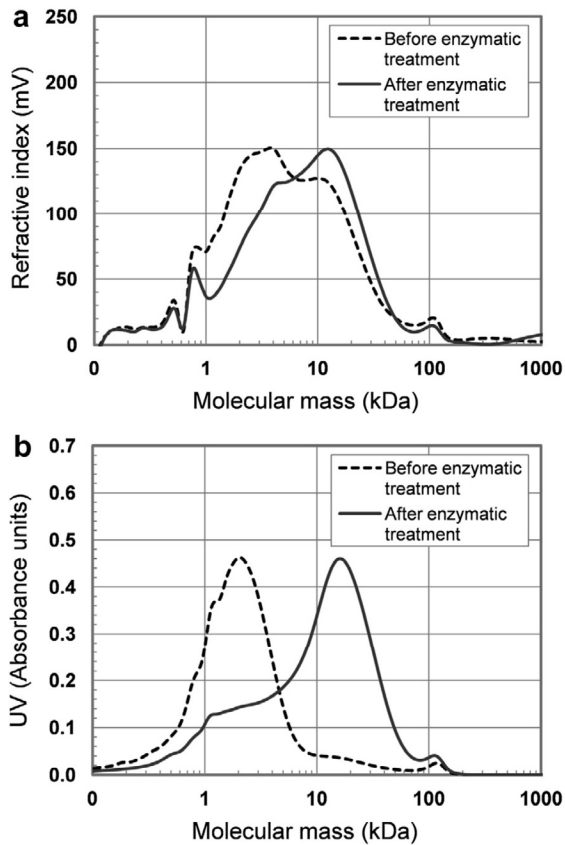 a
250
200
150
100
50
0
Refractive index (mV)
Before enzymatic
treatment
After enzymatic
treatment
0 1 10 100 1000
Molecular mass (kDa)
b
0.7
0.6
0.5
0.4
0.3
0.2
0.1
0.0
UV (Absorbance units)
Before enzymatic
treatment
After enzymatic
treatment
0 1 10 100 1000
Molecular mass (kDa)